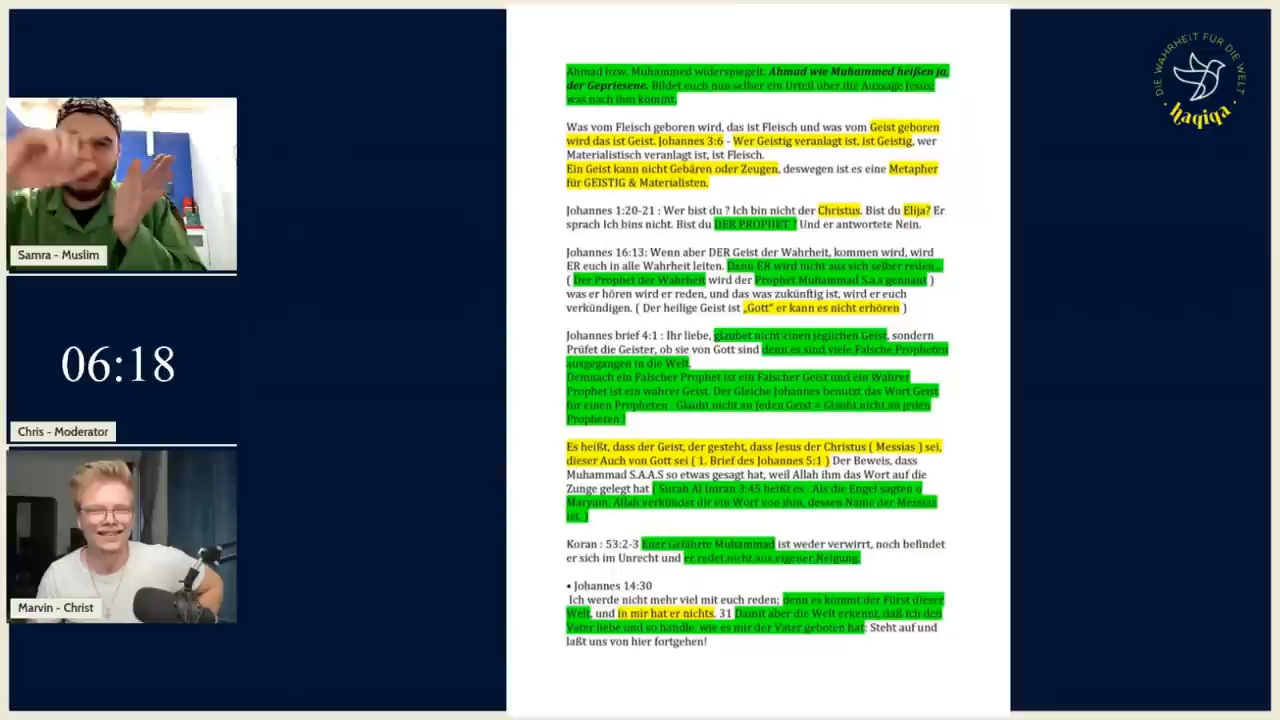 Samra - Muslim
06:18
Chris - Moderator
Marvin - Christ
Ahmad bzw. Muhammed widerspiegelt. Ahmad wie Muhammed heißen ja,
der Gepriesene. Bildet euch nun selber ein Urteil über die Aussage Jesus;
was nach ihm kommt.
Was vom Fleisch geboren wird, das ist Fleisch und was vom Geist geboren
wird das ist Geist. Johannes 3:6 - Wer Geistig veranlagt ist, ist Geistig, wer
Materialistisch veranlagt ist, ist Fleisch.
Ein Geist kann nicht Gebären oder Zeugen, deswegen ist es eine Metapher
für GEISTIG & Materialisten.
Johannes 1:20-21 : Wer bist du ? Ich bin nicht der Christus. Bist du Elija? Er
sprach Ich bins nicht. Bist du DER PROPHET ? Und er antwortete Nein.
Johannes 16:13: Wenn aber DER Geist der Wahrheit, kommen wird, wird
ER euch in alle Wahrheit leiten. Dann ER wird nicht aus sich selber reden...
( Der Prophet der Wahrheit wird der Prophet Muhammad S.a.s gennant )
was er hören wird er reden, und das was zukünftig ist, wird er euch
verkündigen. ( Der heilige Geist ist „Gott“ er kann es nicht erhören )
Johannes brief 4:1 : Ihr liebe, glaubet nicht einen jeglichen Geist, sondern
Prüfet die Geister, ob sie von Gott sind denn es sind viele Falsche Propheten
ausgegangen in die Welt.
Demnach ein Falscher Prophet ist ein Falscher Geist und ein Wahrer
Prophet ist ein wahrer Geist. Der Gleiche Johannes benutzt das Wort Geist
für einen Propheten - Glaubt nicht an Jeden Geist = Glaubt nicht an jeden
Propheten !
Es heißt, dass der Geist, der gesteht, dass Jesus der Christus ( Messias ) sei,
dieser Auch von Gott sei ( 1. Brief des Johannes 5:1 ) Der Beweis, dass
Muhammad S.A.A.S so etwas gesagt hat, weil Allah ihm das Wort auf die
Zunge gelegt hat ( Surah Al Imran 3:45 heißt es : Als die Engel sagten o
Maryam, Allah verkündet dir ein Wort von ihm, dessen Name der Messias
ist. )
Koran : 53:2-3 Euer Gefährte Muhammad ist weder verwirrt, noch befindet
er sich im Unrecht und er redet nicht aus eigener Neigung.
• Johannes 14:30
Ich werde nicht mehr viel mit euch reden; denn es kommt der Fürst dieser
Welt, und in mir hat er nichts. 31 Damit aber die Welt erkennt, daß ich den
Vater liebe und so handle, wie es mir der Vater geboten hat: Steht auf und
laßt uns von hier fortgehen!
DIE WAHRHEIT FÜR DIE WELT
haqiqa